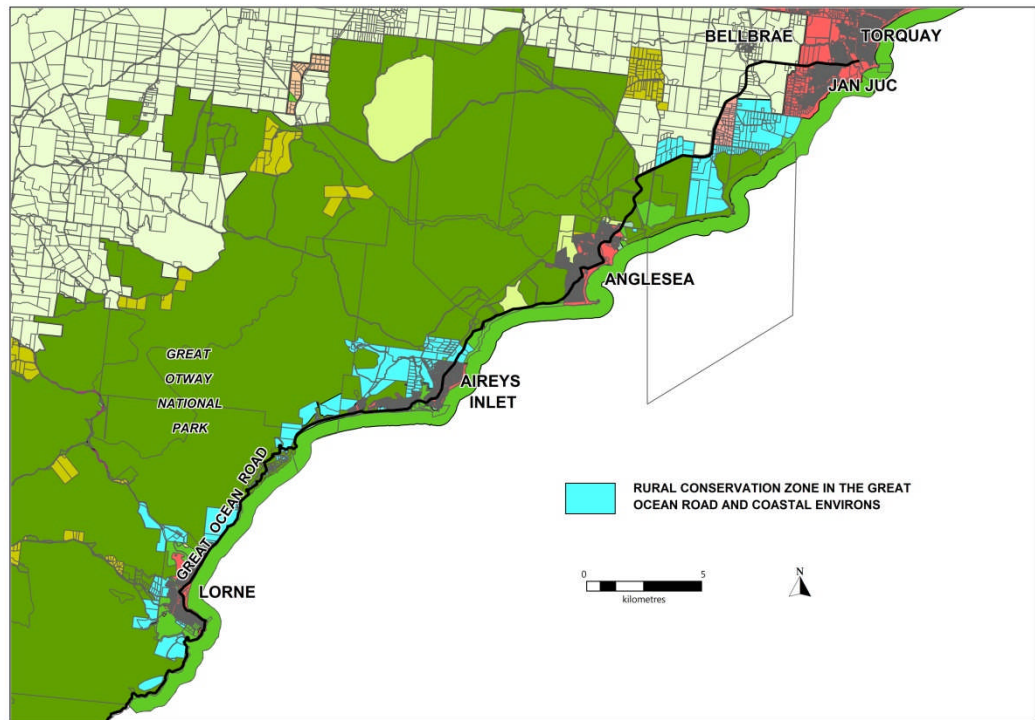 BELLBRAE
TORQUAY
JAN JUC
ANGLESEA
GREAT
OTWAY
NATIONAL
PARK
AIREYS
INLET
GREAT OCEAN ROAD
LORNE
RURAL CONSERVATION ZONE IN THE GREAT
OCEAN ROAD AND COASTAL ENVIRONS
0 5
kilometres
N